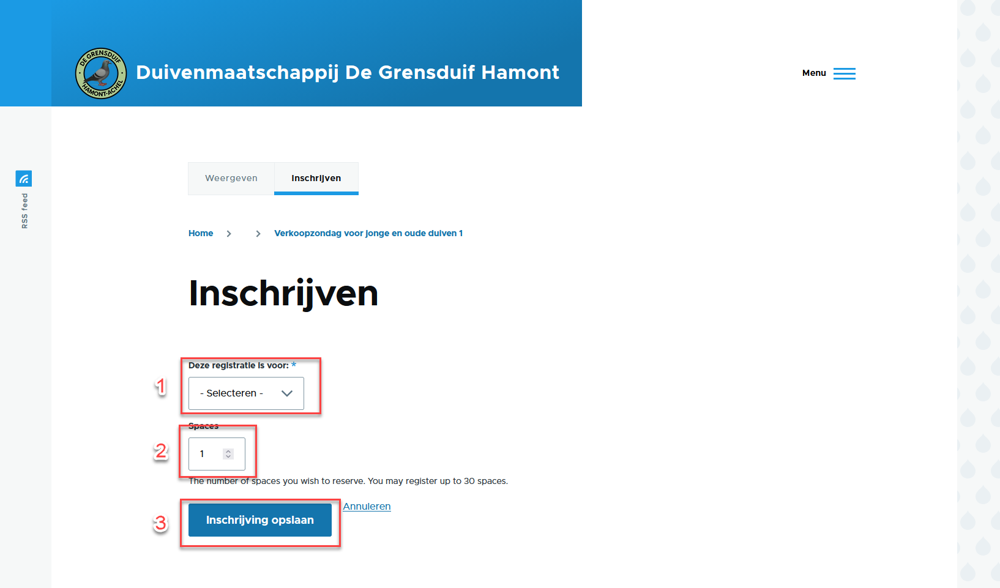 DE GRENSDUIF
HAMONT-ACHEL
Duivenmaatschappij De Grensduif Hamont
Menu
RSS feed
Weergeven
Inschrijven
Home
Verkoopzondag voor jonge en oude duiven 1
Inschrijven
1
Deze registratie is voor: *
- Selecteren -
Spaces
2
1
The number of spaces you wish to reserve. You may register up to 30 spaces.
3
Inschrijving opslaan
Annuleren